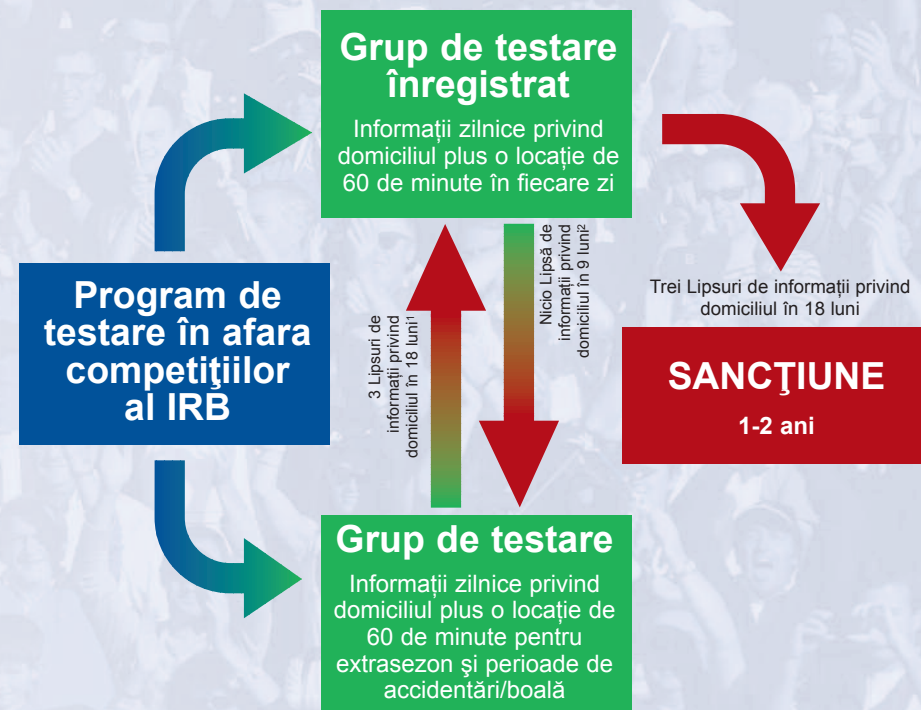 Grup de testare
înregistrat
Informații zilnice privind
domiciliul plus o locație de
60 de minute în fiecare zi
Program de
testare în afara
competiţiilor
al IRB
3 Lipsuri de
informații privind
domiciliul în 18 luni¹
Nicio Lipsă de
informații privind
domiciliul în 9 luni²
Trei Lipsuri de informații privind
domiciliul în 18 luni
SANCŢIUNE
1-2 ani
Grup de testare
Informații zilnice privind
domiciliul plus o locație de
60 de minute pentru
extrasezon şi perioade de
accidentări/boală